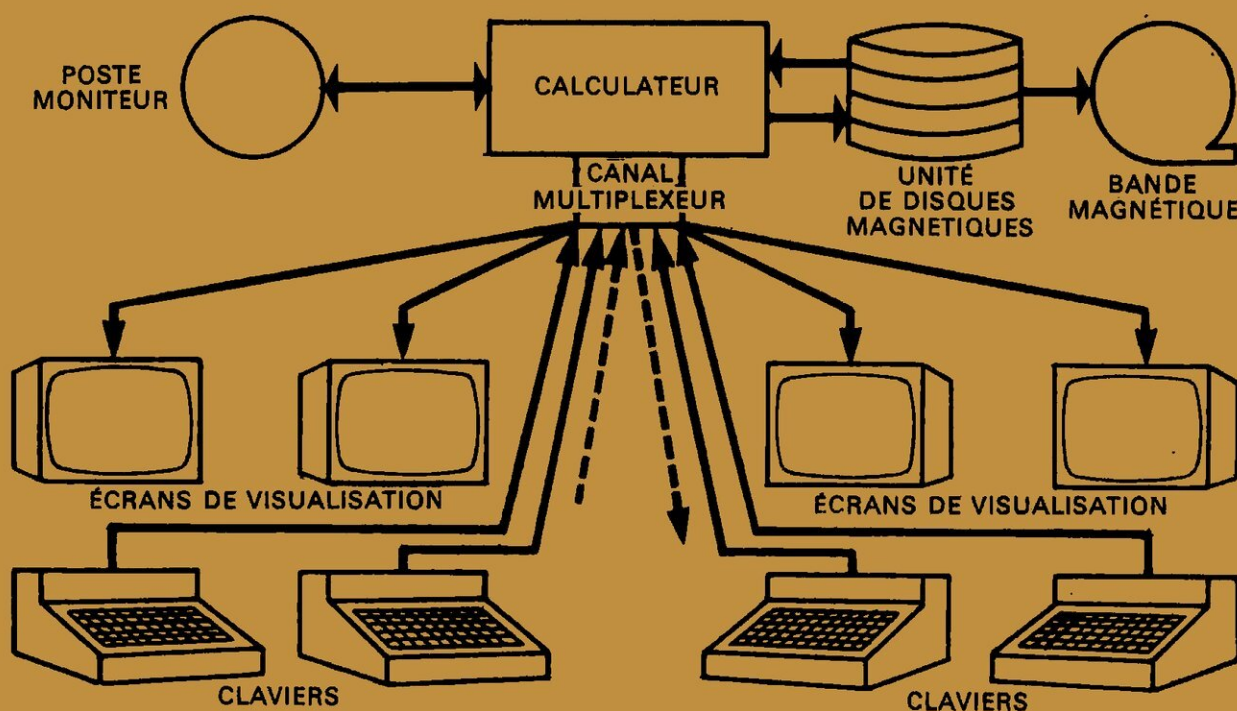 POSTE
MONITEUR
CALCULATEUR
CANAL
MULTIPLEXEUR
UNITÉ
DE DISQUES
MAGNETIQUES
BANDE
MAGNÉTIQUE
ÉCRANS DE VISUALISATION
ÉCRANS DE VISUALISATION
CLAVIERS
CLAVIERS